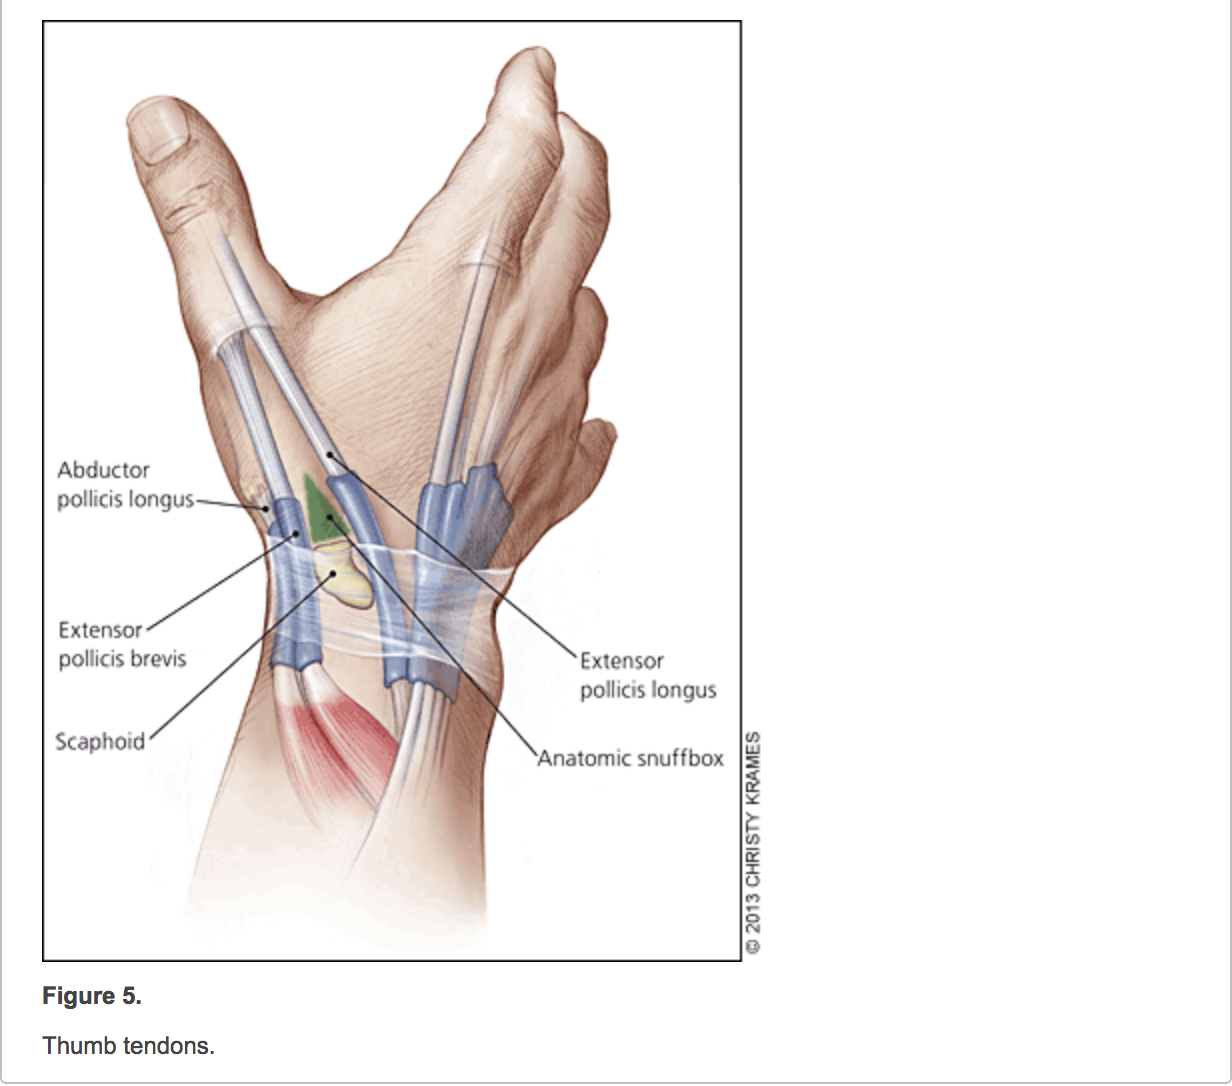 Abductor
pollicis longus
Extensor
pollicis brevis
Scaphoid
Extensor
pollicis longus
Anatomic snuffbox
© 2013 CHRISTY KRAMES
Figure 5.
Thumb tendons.